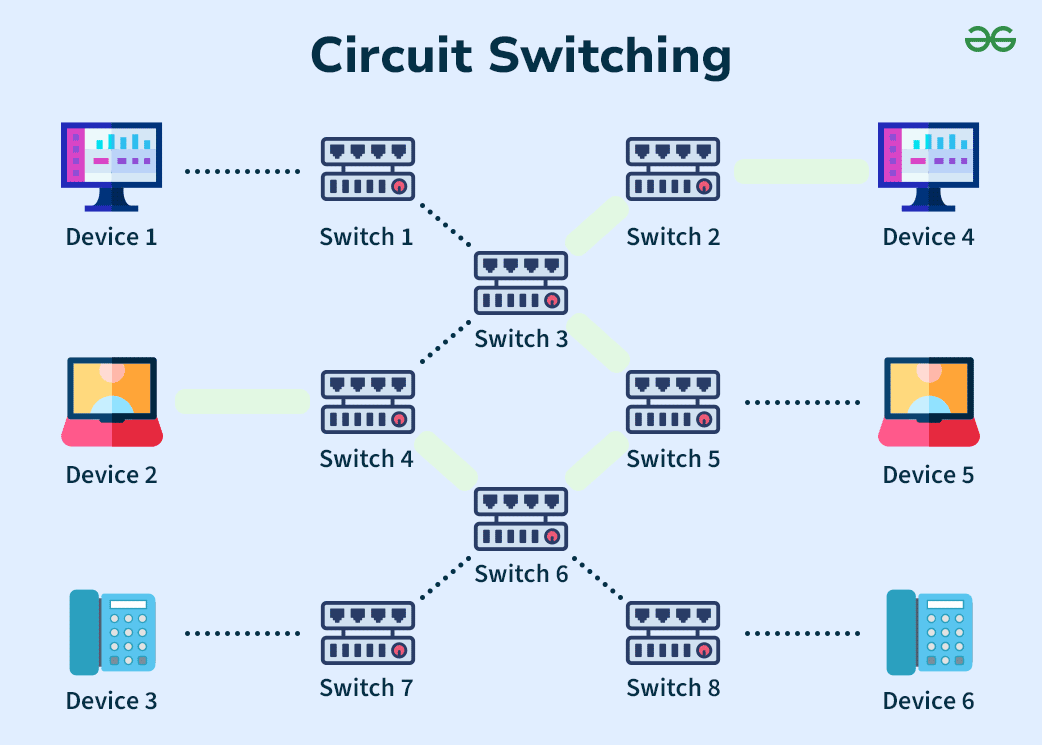 Circuit Switching
Device 1
Switch 1
Switch 2
Device 4
Switch 3
Device 2
Switch 4
Switch 5
Device 5
Switch 6
Device 3
Switch 7
Switch 8
Device 6